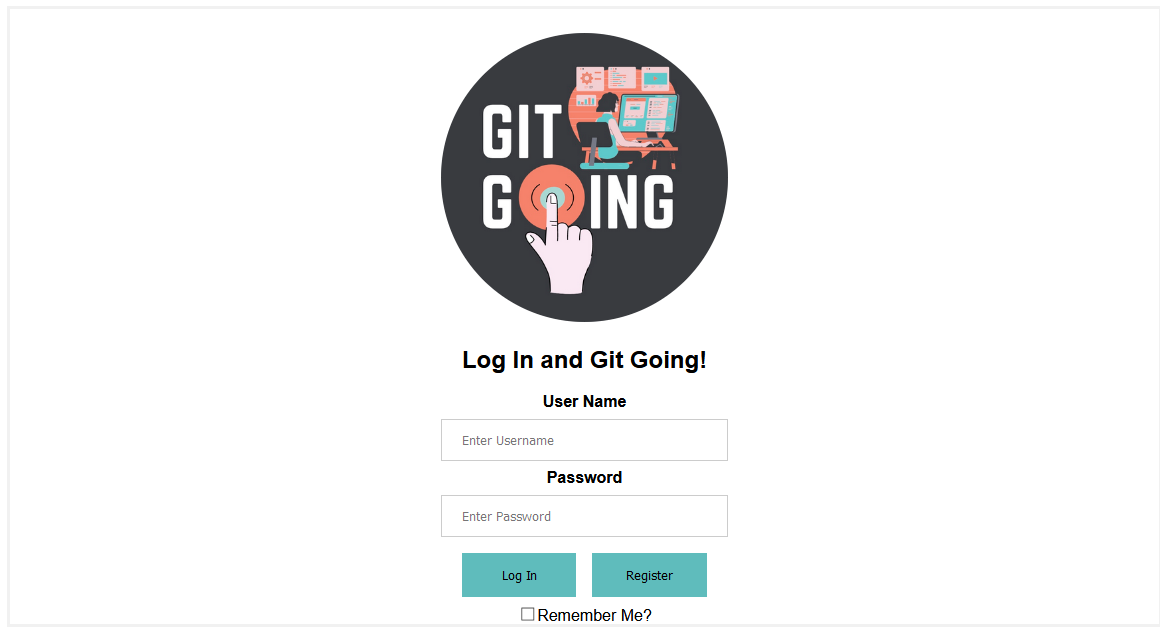 GIT
GOING
Log In and Git Going!
User Name
Enter Username
Password
Enter Password
Log In Register
Remember Me?